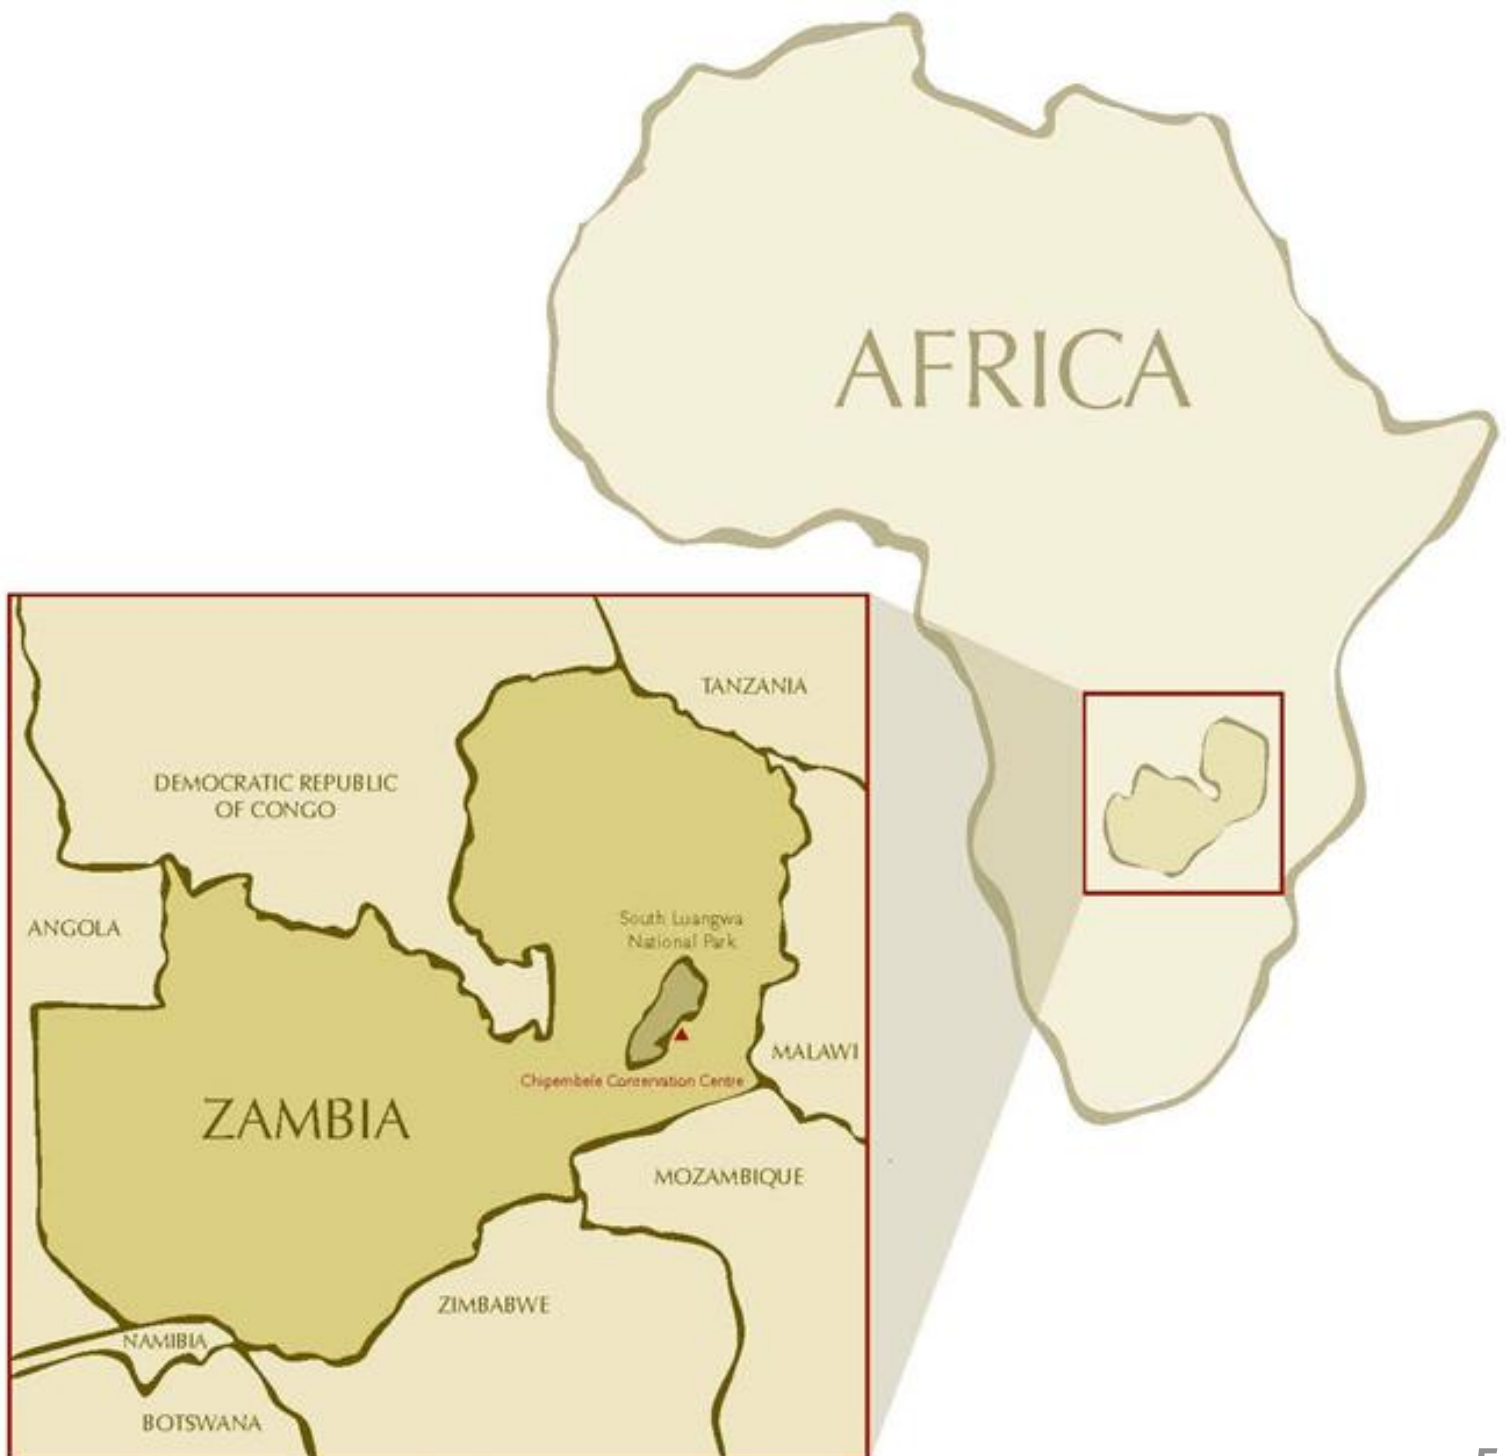 AFRICA
TANZANIA
DEMOCRATIC REPUBLIC
OF CONGO
ANGOLA
South Luangwa
National Park
MALAWI
Chipembele Conservation Centre
ZAMBIA
MOZAMBIQUE
ZIMBABWE
NAMIBIA
BOTSWANA